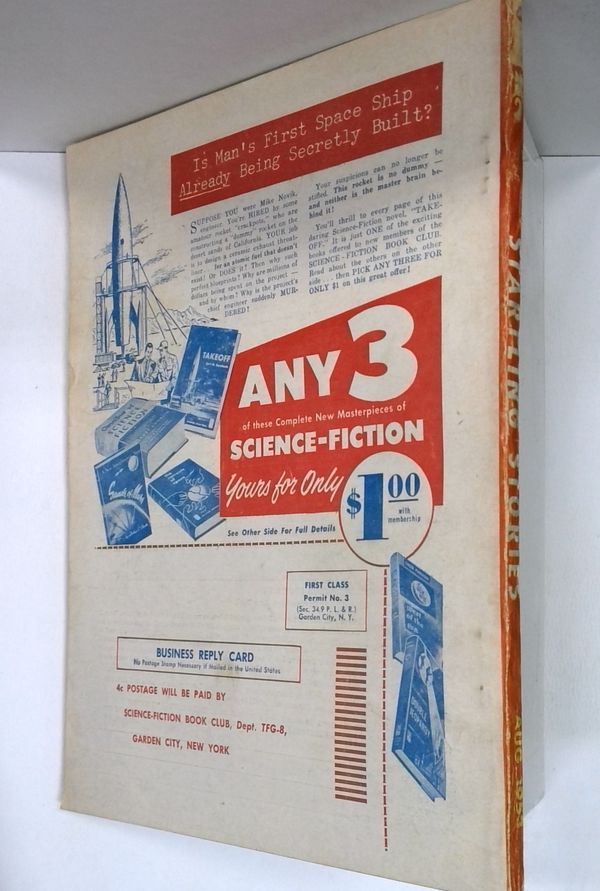 Is Man's First Space Ship
Already Being Secretly Built?
SUPPOSE YOU were Mike Novik,
engineer. You're HIRED by some
amateur rocket "crackpots," who are
constructing a "dummy" rocket on the
desert sands of California. YOUR job
is to design a ceramic exhaust throat-
liner . . . for an atomic fuel that doesn't
exist! Or DOES it? Then why such
perfect blueprints? Why are millions of
dollars being spent on the project —
and by whom? Why is the project's
chief engineer suddenly MUR-
DERED?
Your suspicions can no longer be
stifled. This rocket is no dummy —
and neither is the master brain be-
hind it!
You'll thrill to every page of this
daring Science-Fiction novel, "TAKE-
OFF." It is just ONE of the exciting
books offered to new members of the
SCIENCE-FICTION BOOK CLUB.
Read about the others on the other
side . . . then PICK ANY THREE FOR
ONLY $1 on this great offer!
TAKEOFF
SCIENCE
FICTION
ANY 3
of these Complete New Masterpieces of
SCIENCE-FICTION
Yours for Only
$1.00
with
membership
See Other Side For Full Details
FIRST CLASS
Permit No. 3
(Sec. 34.9 P. L. & R.)
Garden City, N. Y.
BUSINESS REPLY CARD
No Postage Stamp Necessary if Mailed in the United States
4c POSTAGE WILL BE PAID BY
SCIENCE-FICTION BOOK CLUB, Dept. TFG-8,
GARDEN CITY, NEW YORK
STARTLING STORIES
AUG